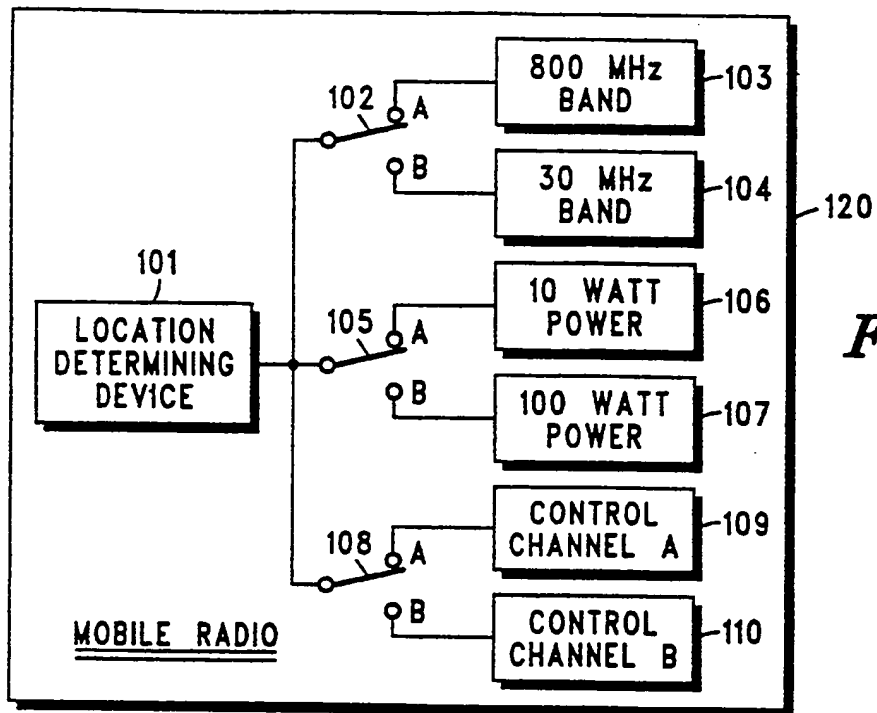 800 MHz
BAND
103
102
A
B
30 MHz
BAND
104
120
101
LOCATION
DETERMINING
DEVICE
105
A
B
10 WATT
POWER
106
F
100 WATT
POWER
107
108
A
B
CONTROL
CHANNEL A
109
CONTROL
CHANNEL B
110
MOBILE RADIO